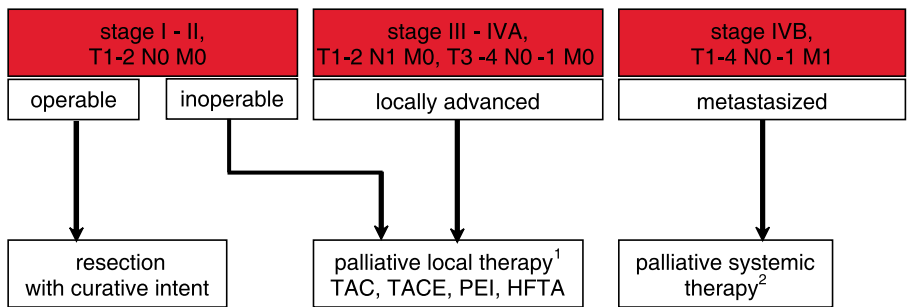 stage I - II,
T1-2 N0 M0
stage III - IVA,
T1-2 N1 M0, T3 -4 N0 -1 M0
stage IVB,
T1-4 N0 -1 M1
operable
inoperable
locally advanced
metastasized
resection
with curative intent
palliative local therapy1
TAC, TACE, PEI, HFTA
palliative systemic
therapy2